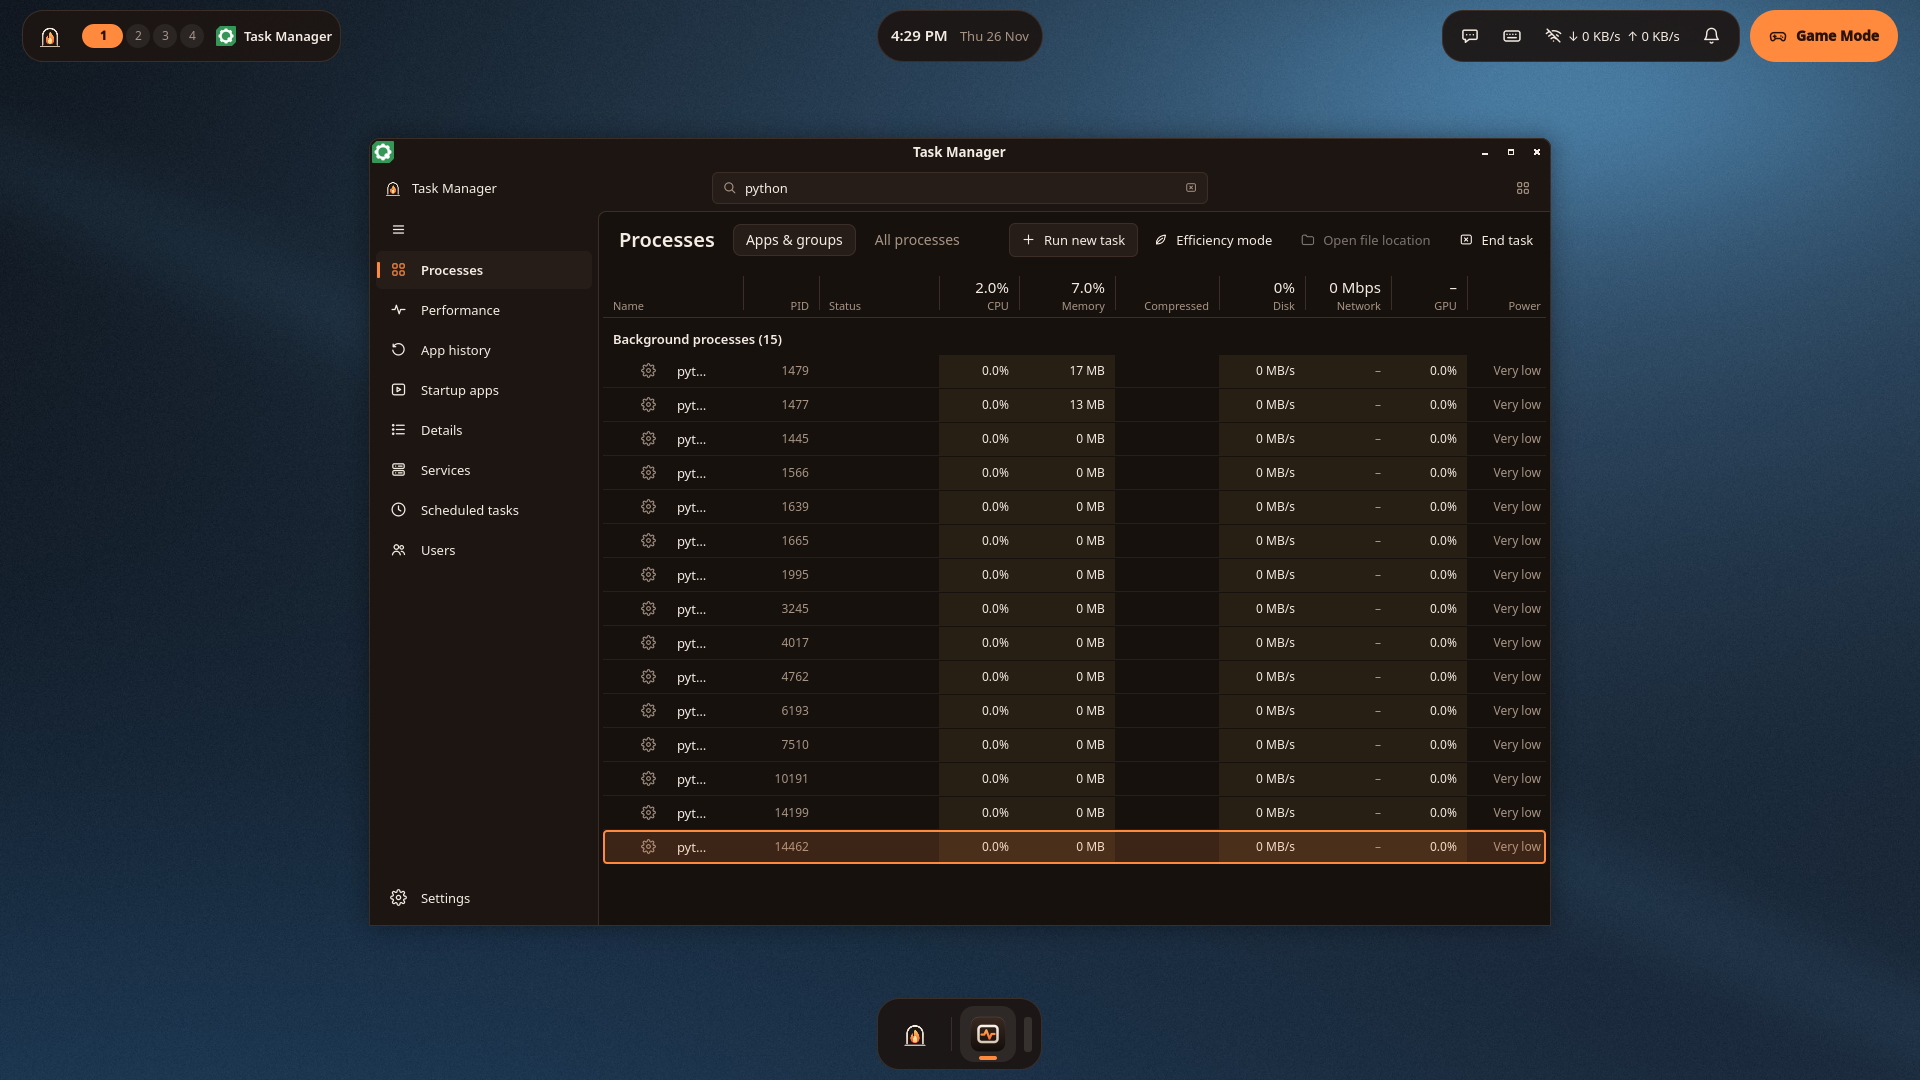 1 2 3 4 Task Manager
4:29 PM Thu 26 Nov
↓ 0 KB/s ↑ 0 KB/s
Game Mode
Task Manager
Task Manager
python
Processes
Performance
App history
Startup apps
Details
Services
Scheduled tasks
Users
Settings
Processes Apps & groups All processes Run new task Efficiency mode Open file location End task
2.0% 7.0% 0% 0 Mbps –
Name PID Status CPU Memory Compressed Disk Network GPU Power
Background processes (15)
pyt... 1479 0.0% 17 MB 0 MB/s – 0.0% Very low
pyt... 1477 0.0% 13 MB 0 MB/s – 0.0% Very low
pyt... 1445 0.0% 0 MB 0 MB/s – 0.0% Very low
pyt... 1566 0.0% 0 MB 0 MB/s – 0.0% Very low
pyt... 1639 0.0% 0 MB 0 MB/s – 0.0% Very low
pyt... 1665 0.0% 0 MB 0 MB/s – 0.0% Very low
pyt... 1995 0.0% 0 MB 0 MB/s – 0.0% Very low
pyt... 3245 0.0% 0 MB 0 MB/s – 0.0% Very low
pyt... 4017 0.0% 0 MB 0 MB/s – 0.0% Very low
pyt... 4762 0.0% 0 MB 0 MB/s – 0.0% Very low
pyt... 6193 0.0% 0 MB 0 MB/s – 0.0% Very low
pyt... 7510 0.0% 0 MB 0 MB/s – 0.0% Very low
pyt... 10191 0.0% 0 MB 0 MB/s – 0.0% Very low
pyt... 14199 0.0% 0 MB 0 MB/s – 0.0% Very low
pyt... 14462 0.0% 0 MB 0 MB/s – 0.0% Very low